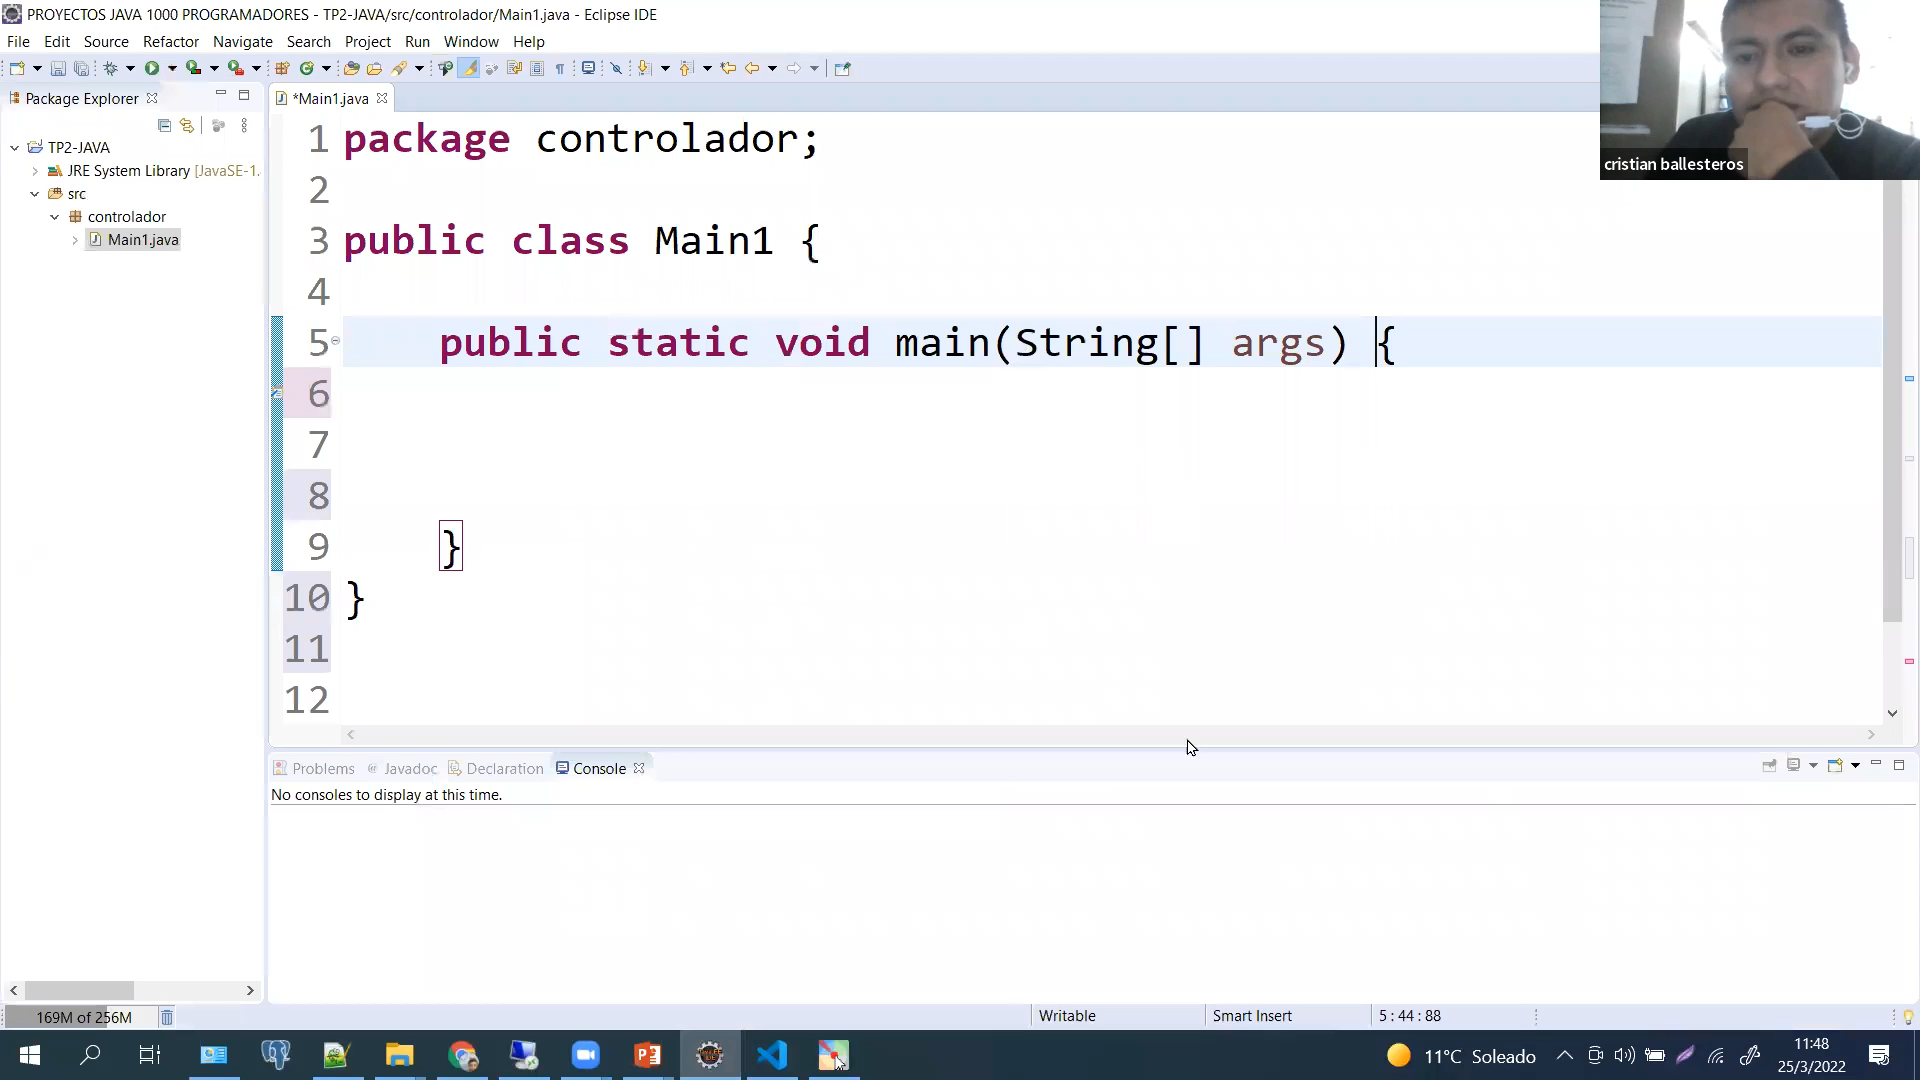 PROYECTOS JAVA 1000 PROGRAMADORES - TP2-JAVA/src/controlador/Main1.java - Eclipse IDE
File Edit Source Refactor Navigate Search Project Run Window Help
cristian ballesteros
Package Explorer
TP2-JAVA
JRE System Library [JavaSE-1.
src
controlador
Main1.java
*Main1.java
1 package controlador;
2
3 public class Main1 {
4
5 public static void main(String[] args) {
6
7
8
9 }
10 }
11
12
Problems Javadoc Declaration Console
No consoles to display at this time.
169M of 256M Writable Smart Insert 5 : 44 : 88
11°C Soleado
11:48
25/3/2022